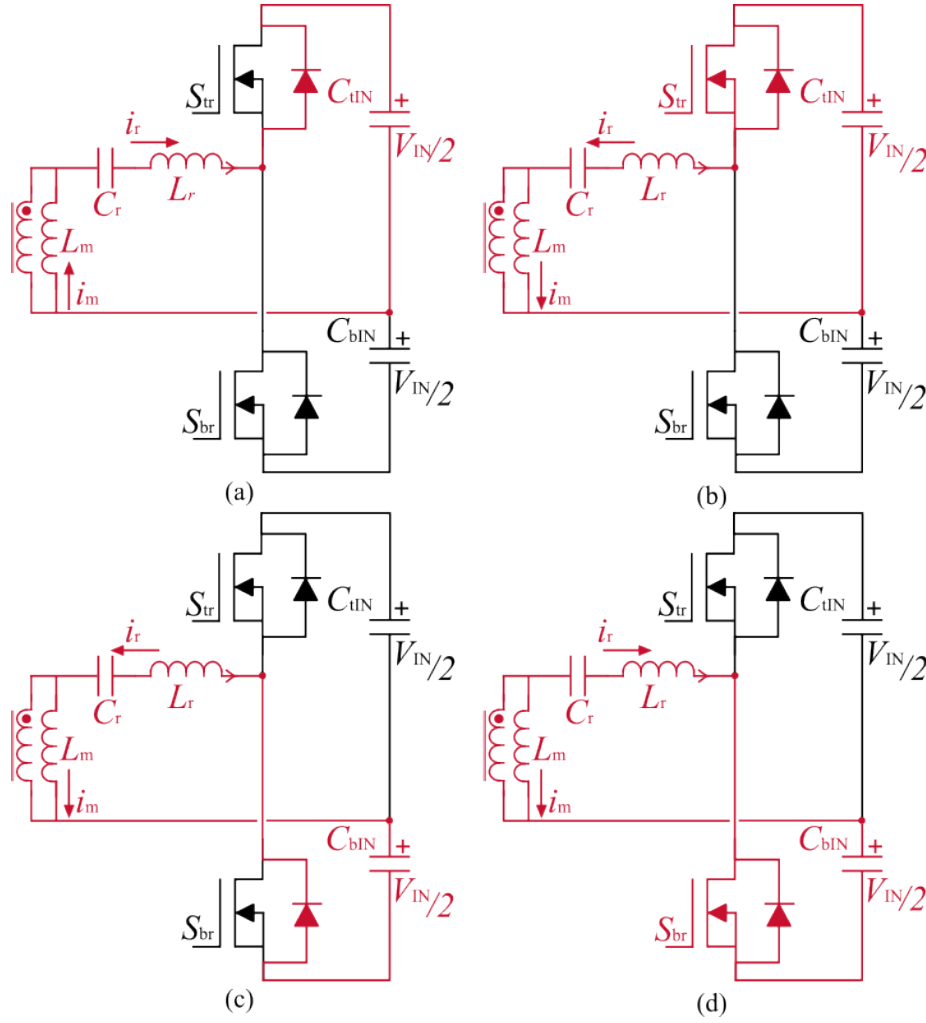 Str
CtIN
+
VIN/2
ir
Cr
Lr
Lm
im
CbIN
+
VIN/2
Sbr
(a)
Str
CtIN
+
VIN/2
ir
Cr
Lr
Lm
im
CbIN
+
VIN/2
Sbr
(b)
Str
CtIN
+
VIN/2
ir
Cr
Lr
Lm
im
CbIN
+
VIN/2
Sbr
(c)
Str
CtIN
+
VIN/2
ir
Cr
Lr
Lm
im
CbIN
+
VIN/2
Sbr
(d)